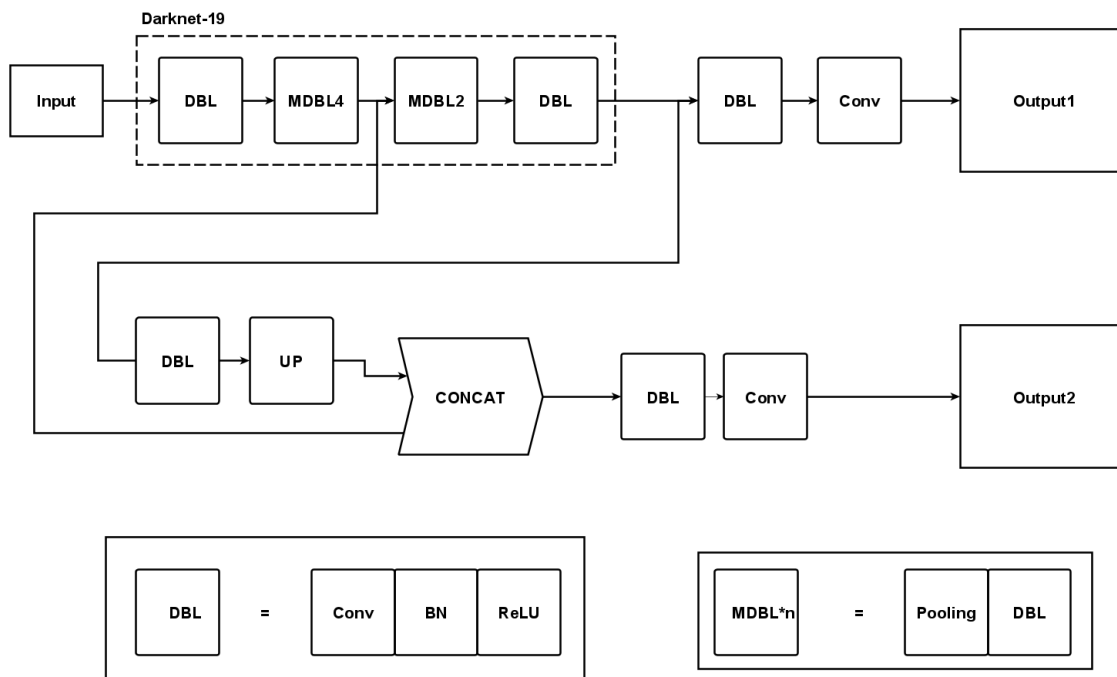 Darknet-19
Input
DBL
MDBL4
MDBL2
DBL
DBL
Conv
Output1
DBL
UP
CONCAT
DBL
Conv
Output2
DBL = Conv BN ReLU
MDBL*n = Pooling DBL